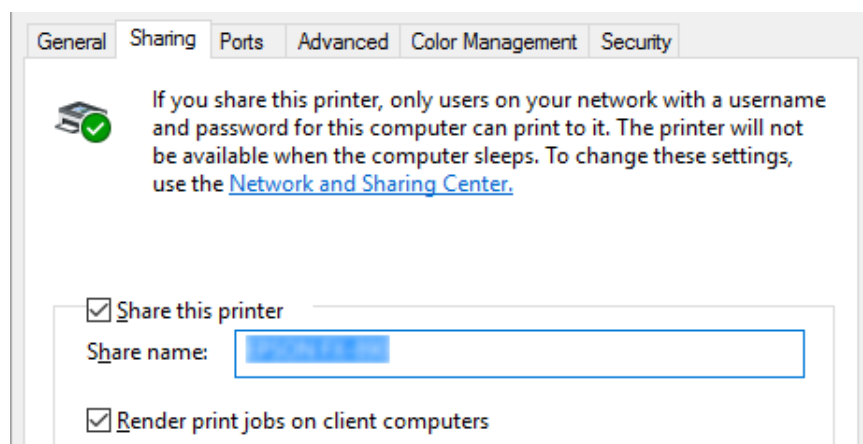 General Sharing Ports Advanced Color Management Security
If you share this printer, only users on your network with a username
and password for this computer can print to it. The printer will not
be available when the computer sleeps. To change these settings,
use the Network and Sharing Center.
Share this printer
Share name:
Render print jobs on client computers